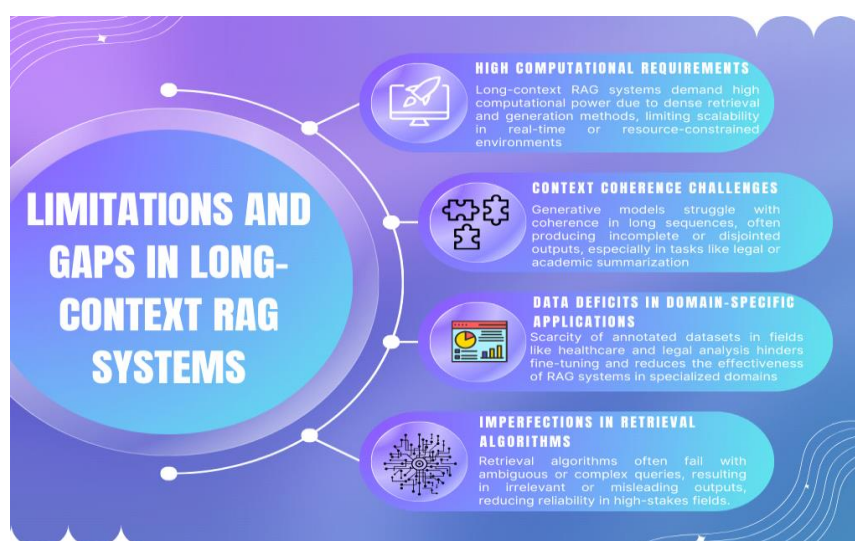 LIMITATIONS AND
GAPS IN LONG-
CONTEXT RAG
SYSTEMS
HIGH COMPUTATIONAL REQUIREMENTS
Long-context RAG systems demand high
computational power due to dense retrieval
and generation methods, limiting scalability
in real-time or resource-constrained
environments
CONTEXT COHERENCE CHALLENGES
Generative models struggle with
coherence in long sequences, often
producing incomplete or disjointed
outputs, especially in tasks like legal or
academic summarization
DATA DEFICITS IN DOMAIN-SPECIFIC
APPLICATIONS
Scarcity of annotated datasets in fields
like healthcare and legal analysis hinders
fine-tuning and reduces the effectiveness
of RAG systems in specialized domains
IMPERFECTIONS IN RETRIEVAL
ALGORITHMS
Retrieval algorithms often fail with
ambiguous or complex queries, resulting
in irrelevant or misleading outputs,
reducing reliability in high-stakes fields.